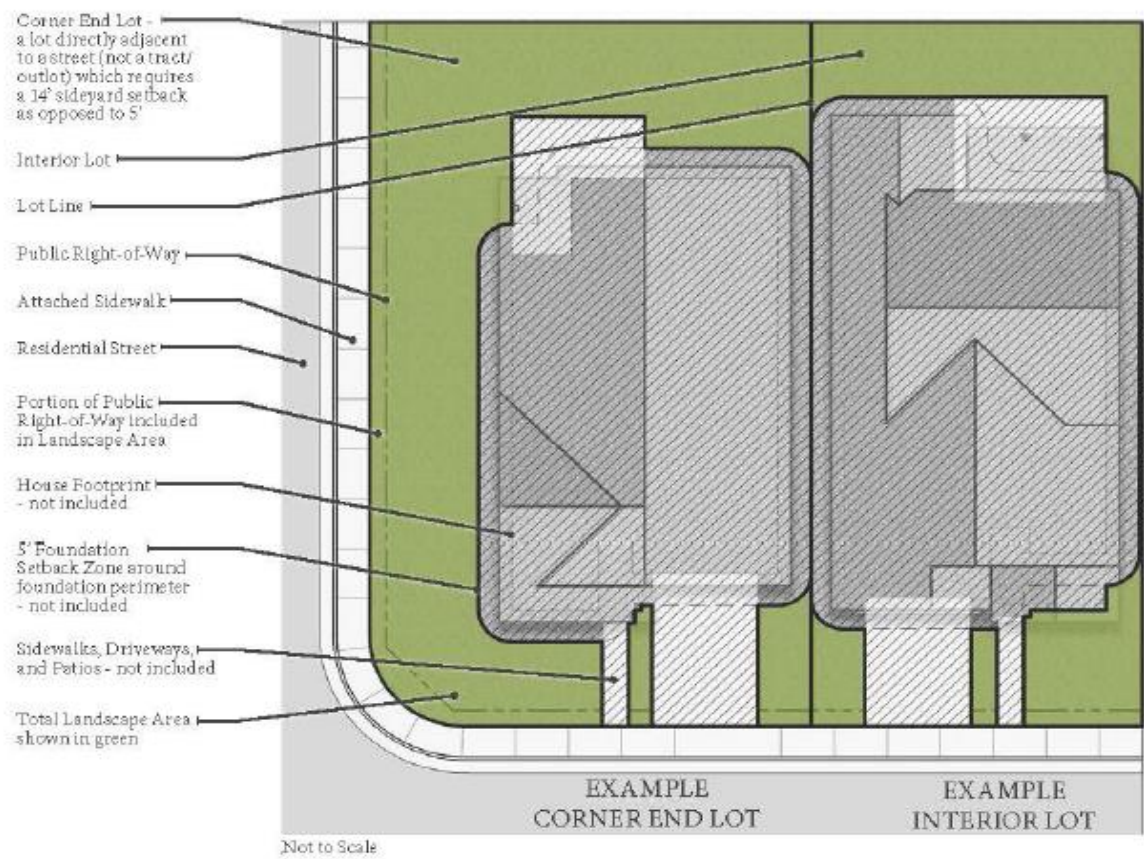 Corner End Lot -
a lot directly adjacent
to a street (not a tract/
outlot) which requires
a 14' sideyard setback
as opposed to 5'
Interior Lot
Lot Line
Public Right-of-Way
Attached Sidewalk
Residential Street
Portion of Public
Right-of-Way included
in Landscape Area
House Footprint
- not included
5' Foundation
Setback Zone around
foundation perimeter
- not included
Sidewalks, Driveways,
and Patios - not included
Total Landscape Area
shown in green
EXAMPLE
CORNER END LOT
EXAMPLE
INTERIOR LOT
Not to Scale